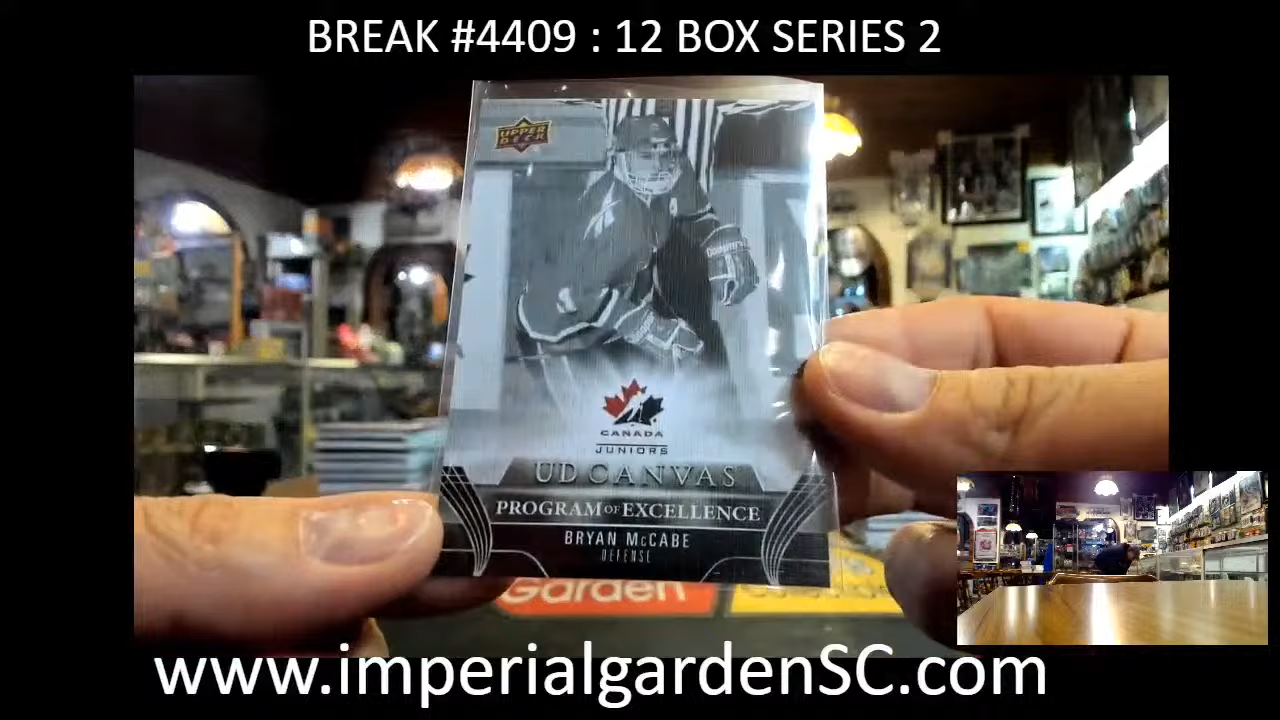 BREAK #4409 : 12 BOX SERIES 2
UPPER
DECK
CANADA
JUNIORS
UD CANVAS
PROGRAM OF EXCELLENCE
BRYAN McCABE
DEFENSE
Garden
www.imperialgardenSC.com